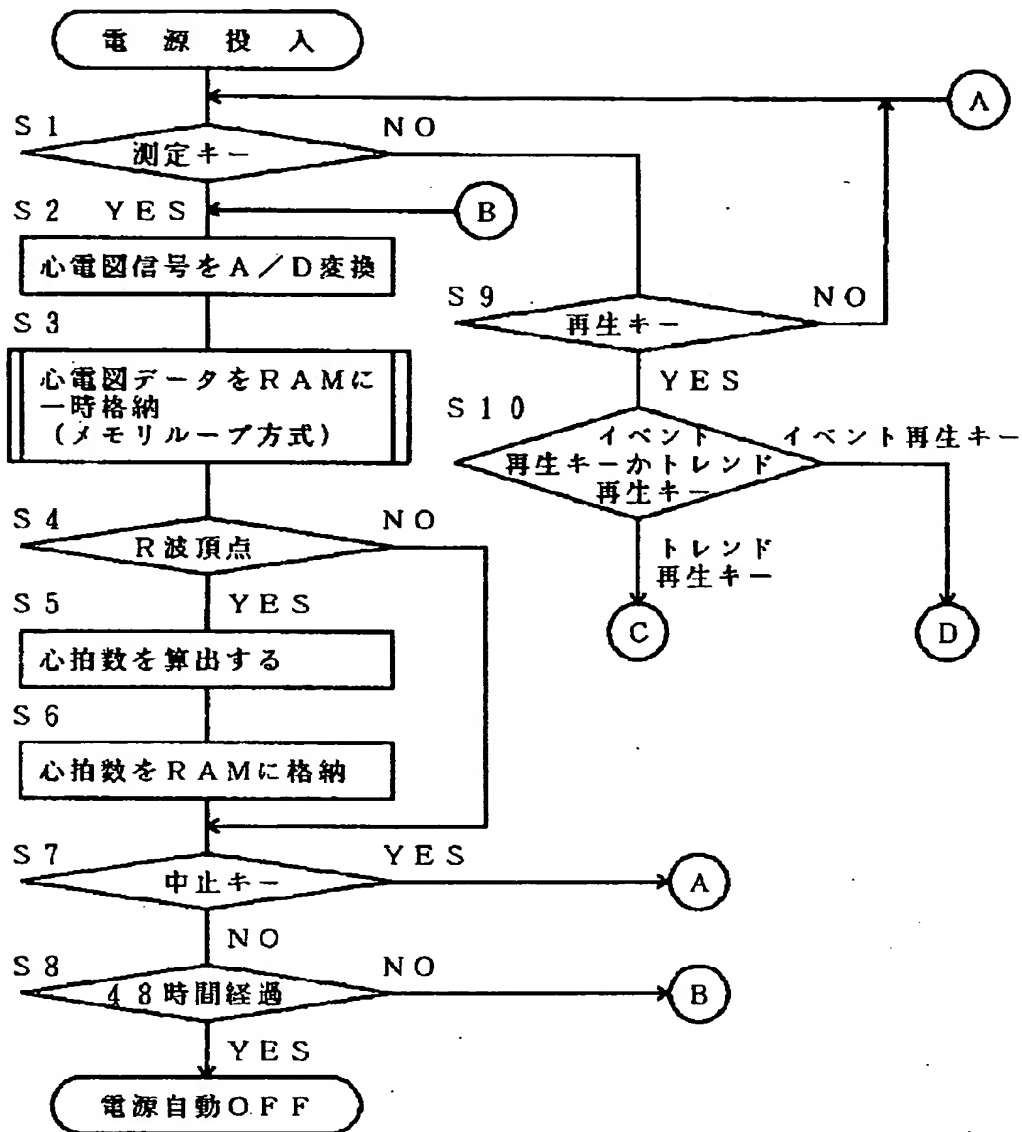 電源投入
A
S1
NO
測定キー
S2 YES
B
心電図信号をA/D変換
S9
NO
再生キー
S3
YES
心電図データをRAMに
一時格納
(メモリループ方式)
S10
イベント
再生キーかトレンド
再生キー
イベント再生キー
トレンド
再生キー
C
D
S4
NO
R波頂点
S5
YES
心拍数を算出する
S6
心拍数をRAMに格納
S7
YES
中止キー
A
NO
S8
NO
48時間経過
B
YES
電源自動OFF